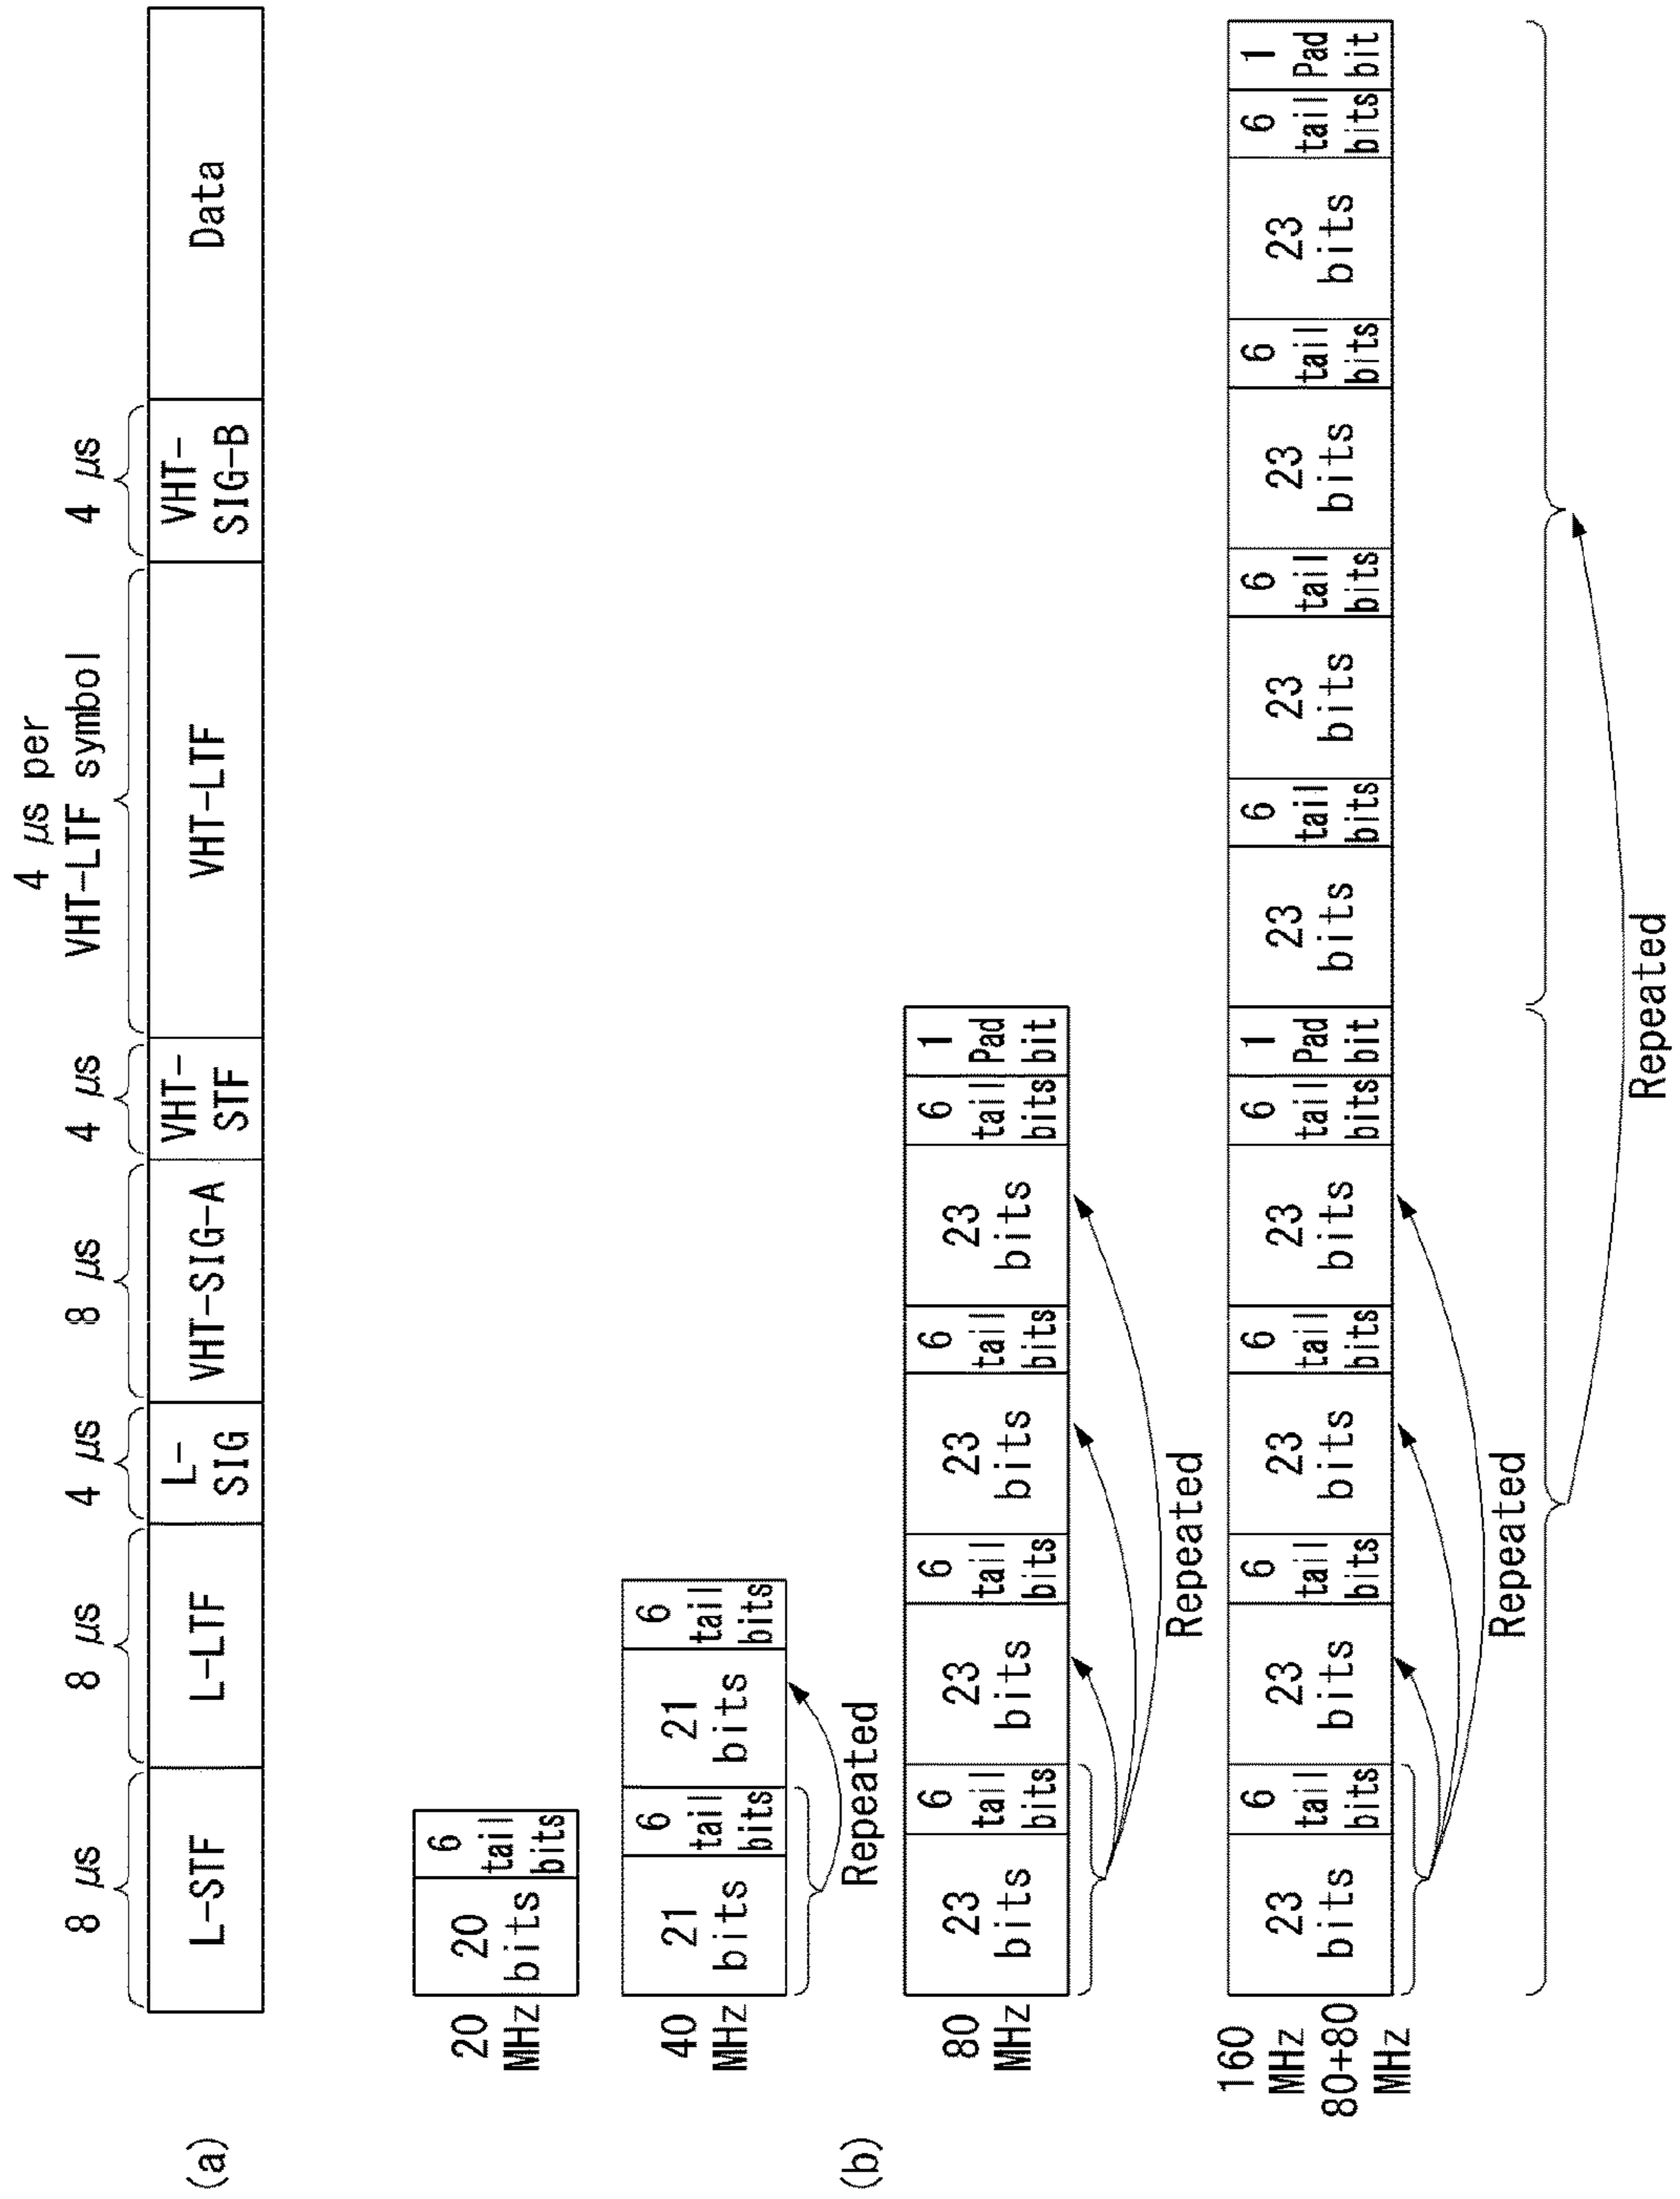 4 μs per
8 μs
8 μs
4 μs
8 μs
4 μs
VHT-LTF symbol
4 μs
(a)
L-STF
L-LTF
L-
SIG
VHT-SIG-A
VHT-
STF
VHT-LTF
VHT-
SIG-B
Data
20
MHz
20
bits
6
tail
bits
40
MHz
21
bits
6
tail
bits
21
bits
6
tail
bits
Repeated
(b)
80
MHz
23
bits
6
tail
bits
23
bits
6
tail
bits
23
bits
6
tail
bits
23
bits
6
tail
bits
1
Pad
bit
Repeated
160
MHz
80+80
MHz
23
bits
6
tail
bits
23
bits
6
tail
bits
23
bits
6
tail
bits
23
bits
6
tail
bits
1
Pad
bit
23
bits
6
tail
bits
23
bits
6
tail
bits
23
bits
6
tail
bits
23
bits
6
tail
bits
1
Pad
bit
Repeated
Repeated